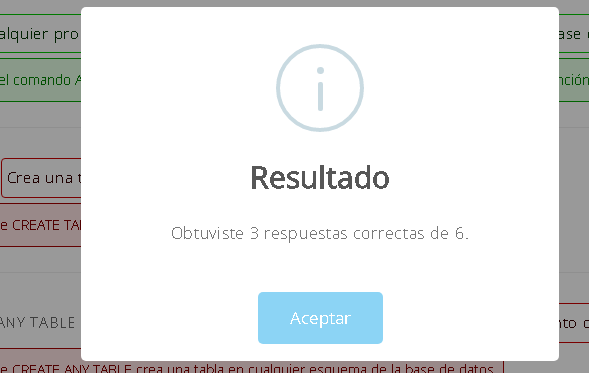 alquier pro
ase
el comando A
nción
Resultado
Crea una t
Obtuviste 3 respuestas correctas de 6.
e CREATE TA
Aceptar
ANY TABLE
nto
e CREATE ANY TABLE crea una tabla en cualquier esquema de la base de datos